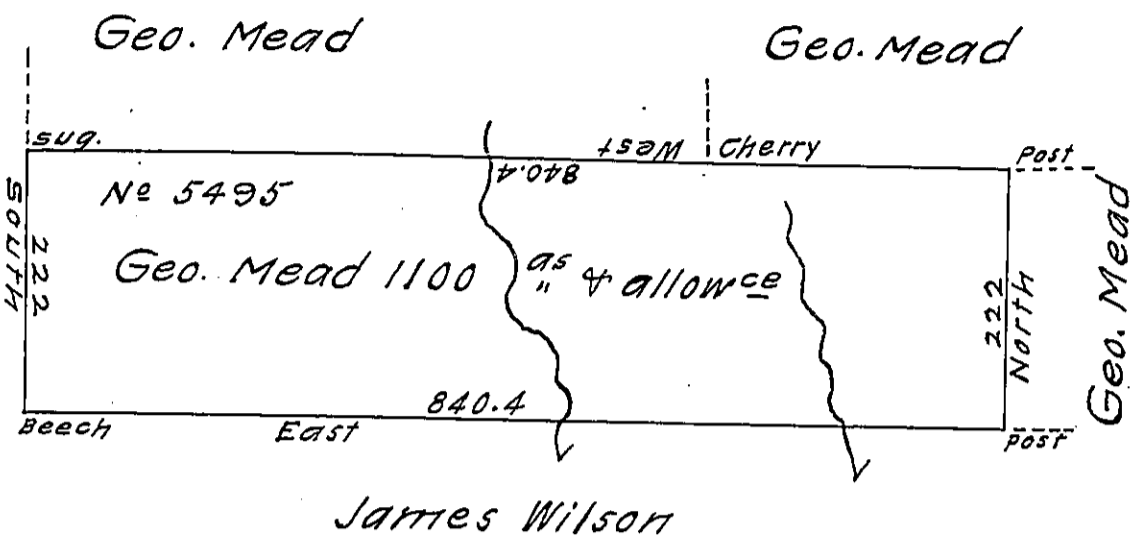 Geo. Mead
Geo. Mead
sug.
West
Cherry
Post
840.4
Nº 5495
South
222
Geo. Mead 1100 as & allowce
222
North
Geo. Mead
840.4
Beech
East
post
James Wilson